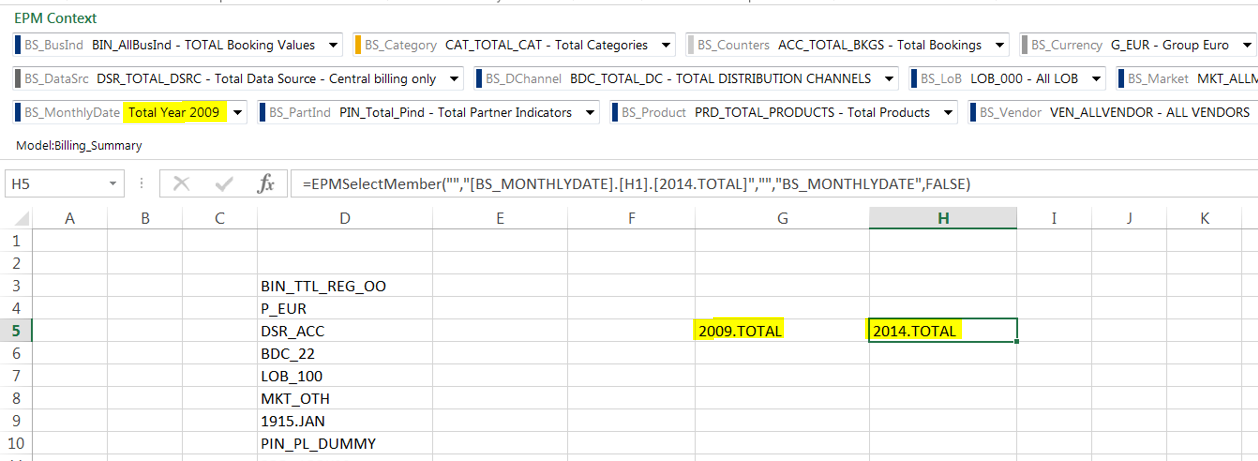 EPM Context
BS_BusInd BIN_AllBusInd - TOTAL Booking Values BS_Category CAT_TOTAL_CAT - Total Categories BS_Counters ACC_TOTAL_BKGS - Total Bookings BS_Currency G_EUR - Group Euro
BS_DataSrc DSR_TOTAL_DSRC - Total Data Source - Central billing only BS_DChannel BDC_TOTAL_DC - TOTAL DISTRIBUTION CHANNELS BS_LoB LOB_000 - All LOB BS_Market MKT_ALLM
BS_MonthlyDate Total Year 2009 BS_PartInd PIN_Total_Pind - Total Partner Indicators BS_Product PRD_TOTAL_PRODUCTS - Total Products BS_Vendor VEN_ALLVENDOR - ALL VENDORS
Model:Billing_Summary
H5 fx =EPMSelectMember("","[BS_MONTHLYDATE].[H1].[2014.TOTAL]","","BS_MONTHLYDATE",FALSE)
A B C D E F G H I J K
1
2
3 BIN_TTL_REG_OO
4 P_EUR
5 DSR_ACC 2009.TOTAL 2014.TOTAL
6 BDC_22
7 LOB_100
8 MKT_OTH
9 1915.JAN
10 PIN_PL_DUMMY